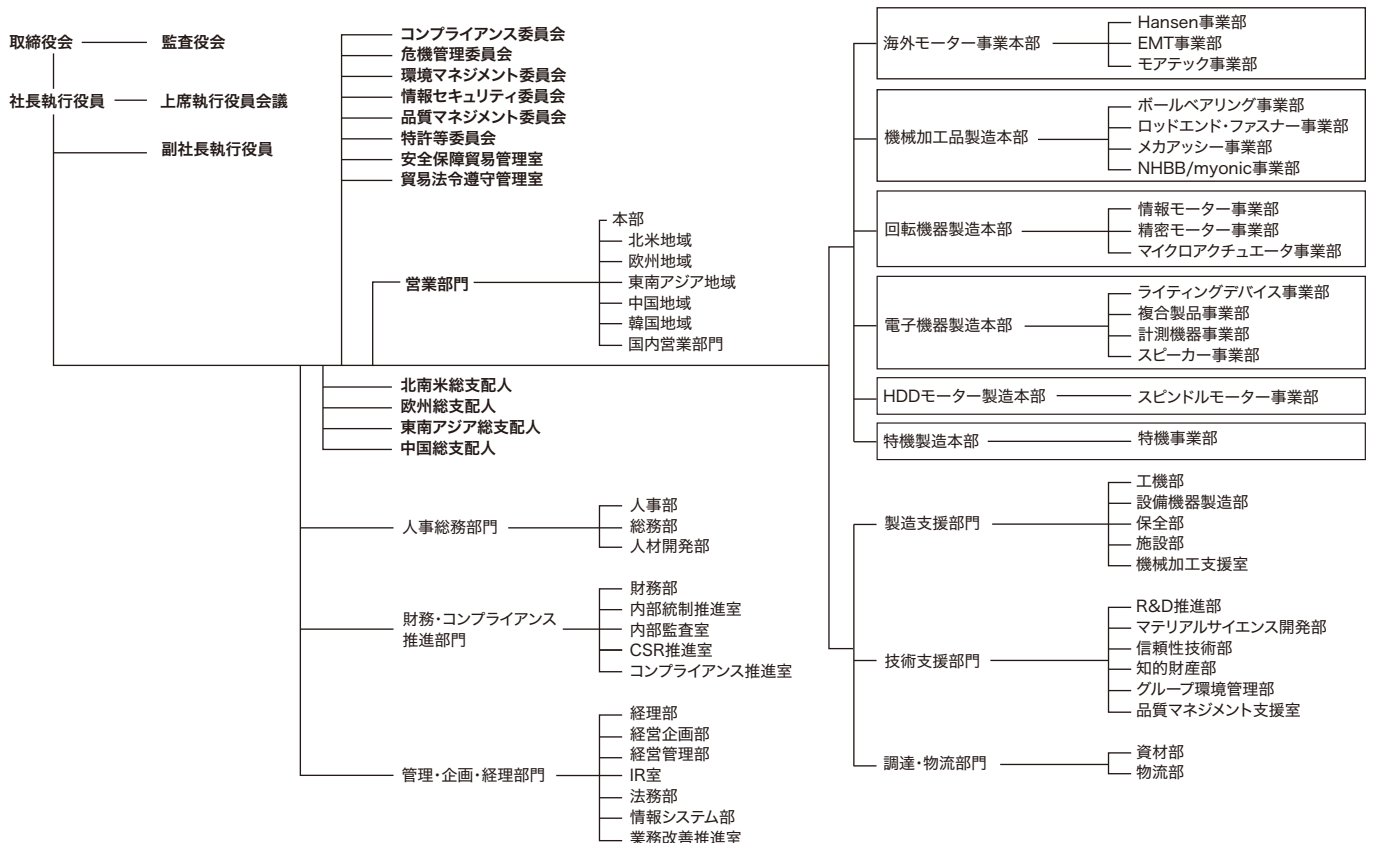 取締役会
監査役会
社長執行役員
上席執行役員会議
副社長執行役員
コンプライアンス委員会
危機管理委員会
環境マネジメント委員会
情報セキュリティ委員会
品質マネジメント委員会
特許等委員会
安全保障貿易管理室
貿易法令遵守管理室
営業部門
本部
北米地域
欧州地域
東南アジア地域
中国地域
韓国地域
国内営業部門
北南米総支配人
欧州総支配人
東南アジア総支配人
中国総支配人
人事総務部門
人事部
総務部
人材開発部
財務・コンプライアンス
推進部門
財務部
内部統制推進室
内部監査室
CSR推進室
コンプライアンス推進室
管理・企画・経理部門
経理部
経営企画部
経営管理部
IR室
法務部
情報システム部
業務改善推進室
海外モーター事業本部
Hansen事業部
EMT事業部
モアテック事業部
機械加工品製造本部
ボールベアリング事業部
ロッドエンド・ファスナー事業部
メカアッシー事業部
NHBB/myonic事業部
回転機器製造本部
情報モーター事業部
精密モーター事業部
マイクロアクチュエータ事業部
電子機器製造本部
ライティングデバイス事業部
複合製品事業部
計測機器事業部
スピーカー事業部
HDDモーター製造本部
スピンドルモーター事業部
特機製造本部
特機事業部
製造支援部門
工機部
設備機器製造部
保全部
施設部
機械加工支援室
技術支援部門
R&D推進部
マテリアルサイエンス開発部
信頼性技術部
知的財産部
グループ環境管理部
品質マネジメント支援室
調達・物流部門
資材部
物流部